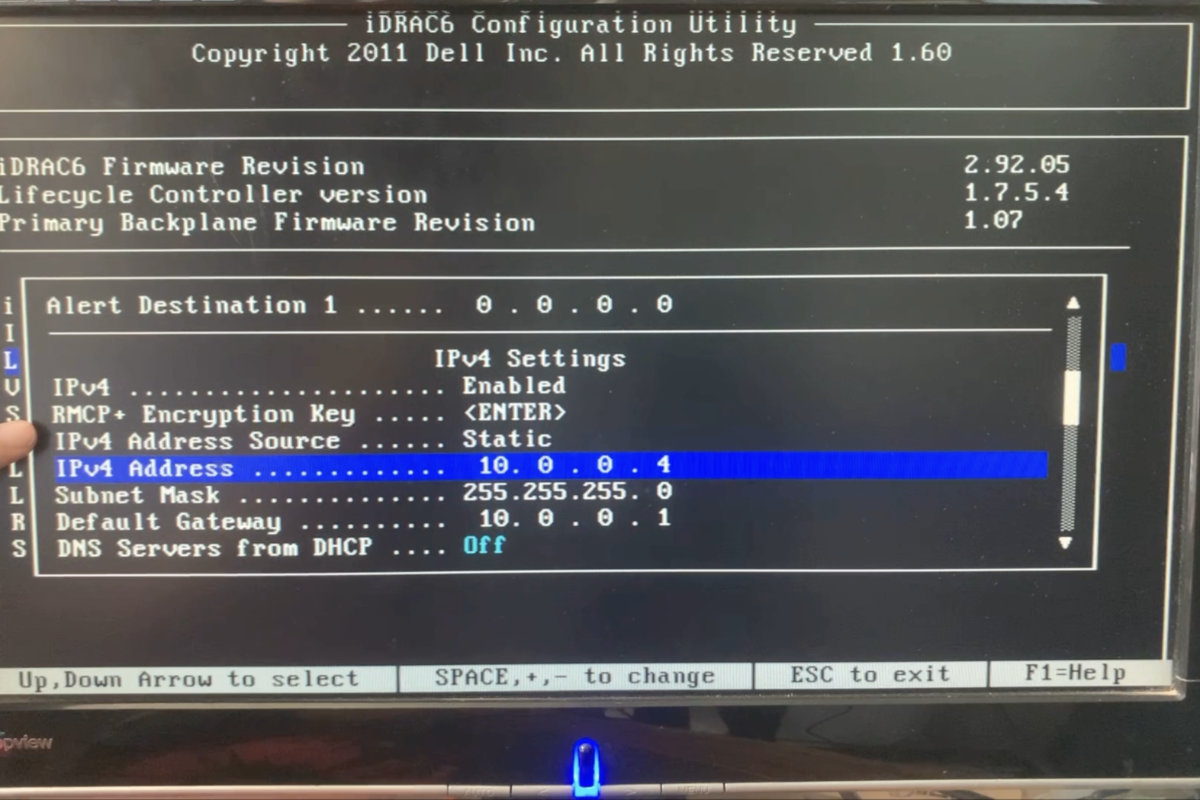 iDRAC6 Configuration Utility
Copyright 2011 Dell Inc. All Rights Reserved 1.60
iDRAC6 Firmware Revision 2.92.05
Lifecycle Controller version 1.7.5.4
Primary Backplane Firmware Revision 1.07
i
I
L
V
S
L
L
R
S
Alert Destination 1 ...... 0 . 0 . 0 . 0
IPv4 Settings
IPv4 ..................... Enabled
RMCP+ Encryption Key ..... <ENTER>
IPv4 Address Source ...... Static
IPv4 Address ............. 10. 0 . 0 . 4
Subnet Mask .............. 255.255.255. 0
Default Gateway .......... 10. 0 . 0 . 1
DNS Servers from DHCP .... Off
Up,Down Arrow to select
SPACE,+,- to change
ESC to exit
F1=Help